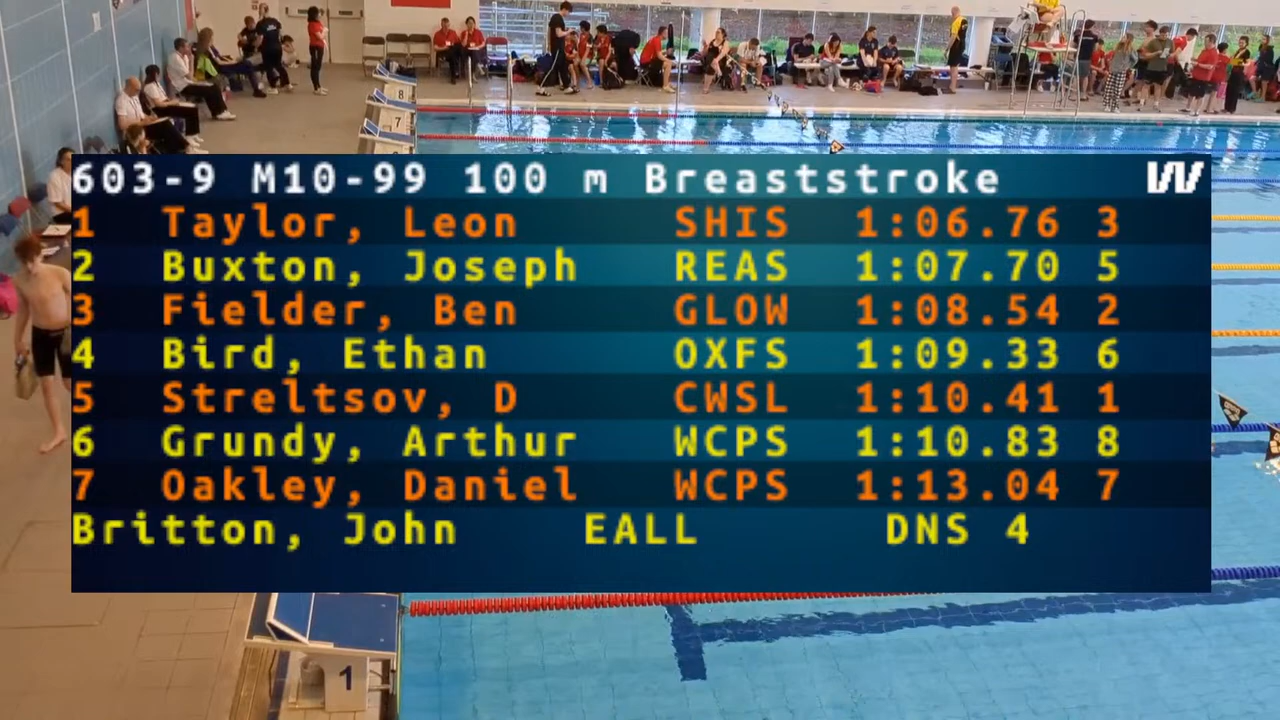 8
7
603-9 M10-99 100 m Breaststroke
1 Taylor, Leon SHIS 1:06.76 3
2 Buxton, Joseph REAS 1:07.70 5
3 Fielder, Ben GLOW 1:08.54 2
4 Bird, Ethan OXFS 1:09.33 6
5 Streltsov, D CWSL 1:10.41 1
6 Grundy, Arthur WCPS 1:10.83 8
7 Oakley, Daniel WCPS 1:13.04 7
Britton, John EALL DNS 4
1